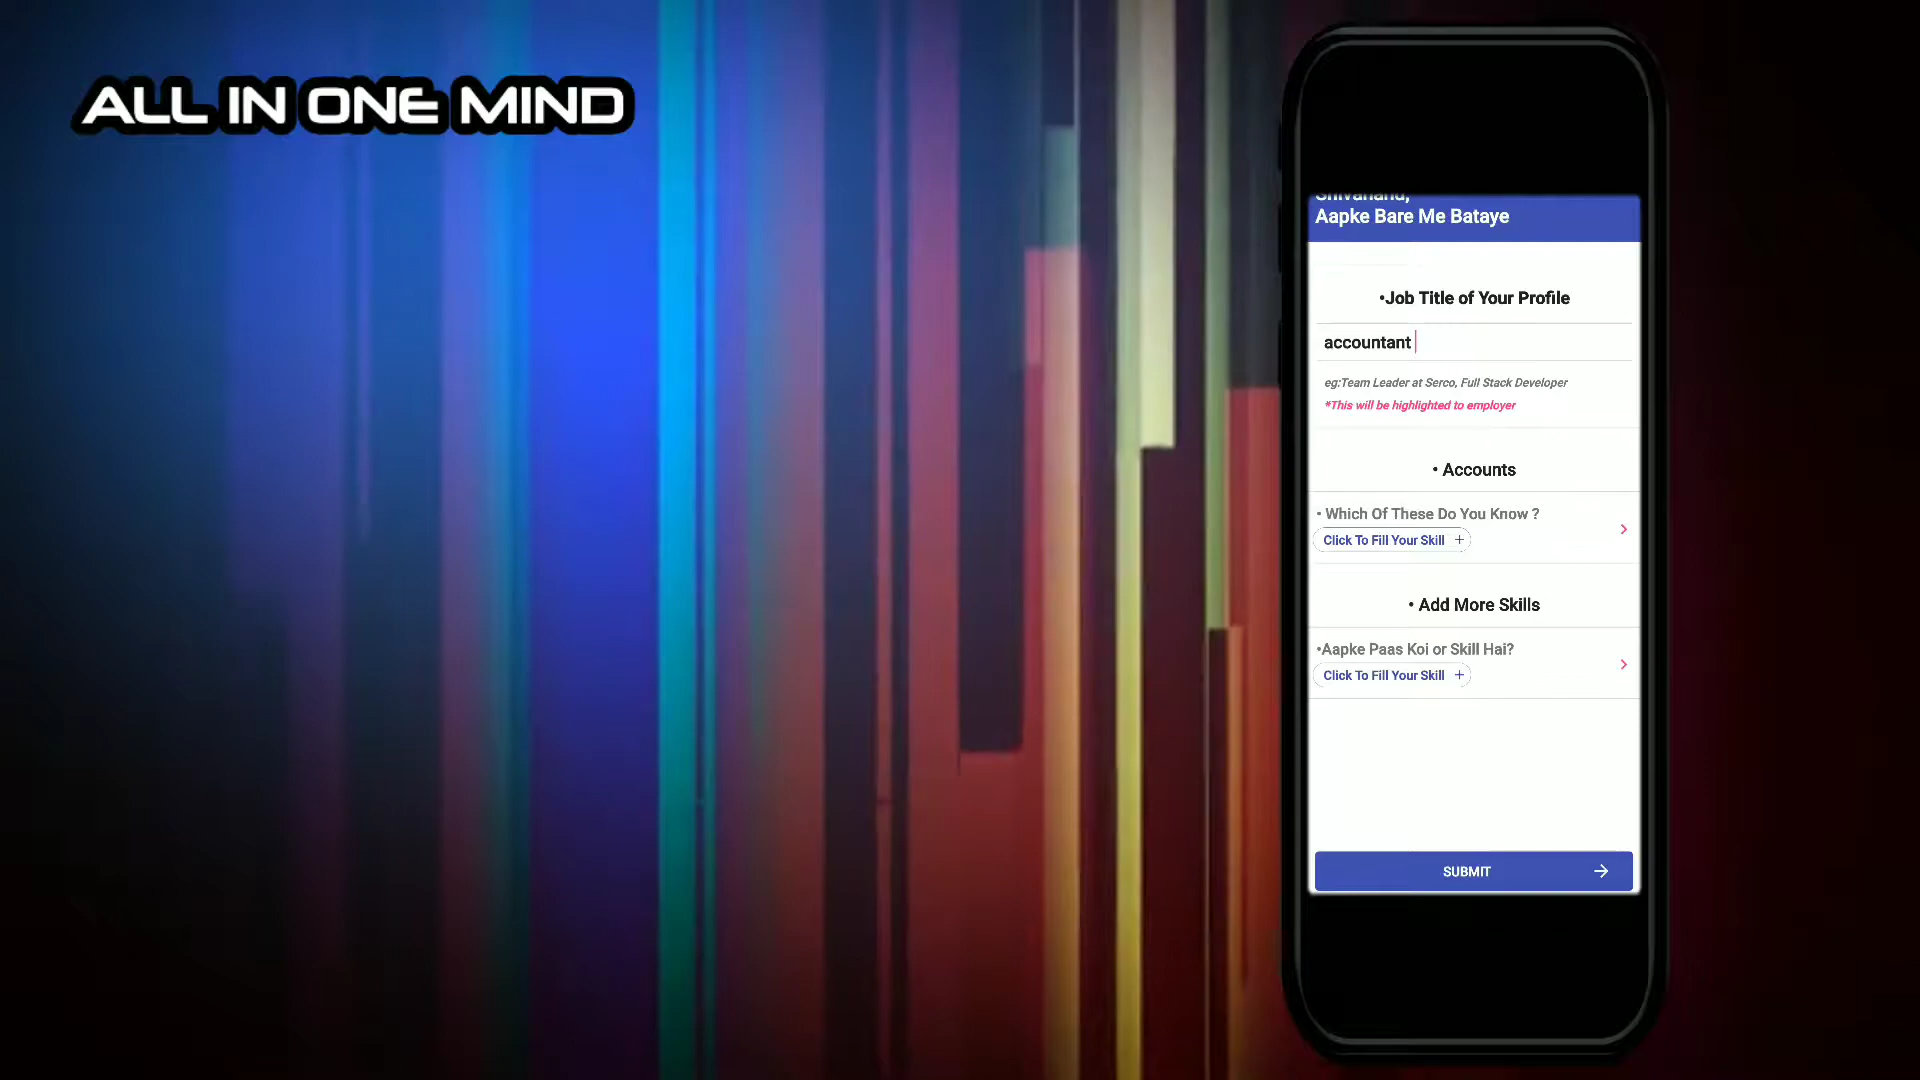 ALL IN ONE MIND
Aapke Bare Me Bataye
•Job Title of Your Profile
accountant
eg:Team Leader at Serco, Full Stack Developer
*This will be highlighted to employer
• Accounts
• Which Of These Do You Know ?
Click To Fill Your Skill +
• Add More Skills
•Aapke Paas Koi or Skill Hai?
Click To Fill Your Skill +
SUBMIT